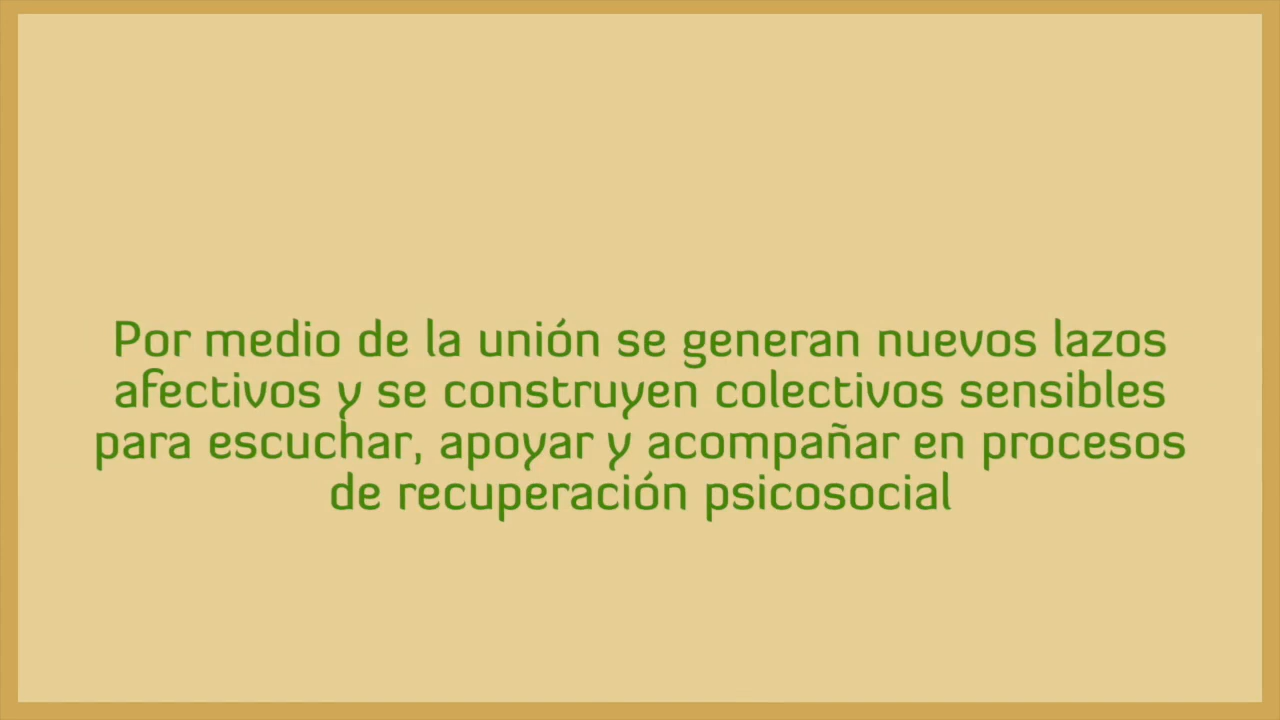 Por medio de la unión se generan nuevos lazos
afectivos y se construyen colectivos sensibles
para escuchar, apoyar y acompañar en procesos
de recuperación psicosocial